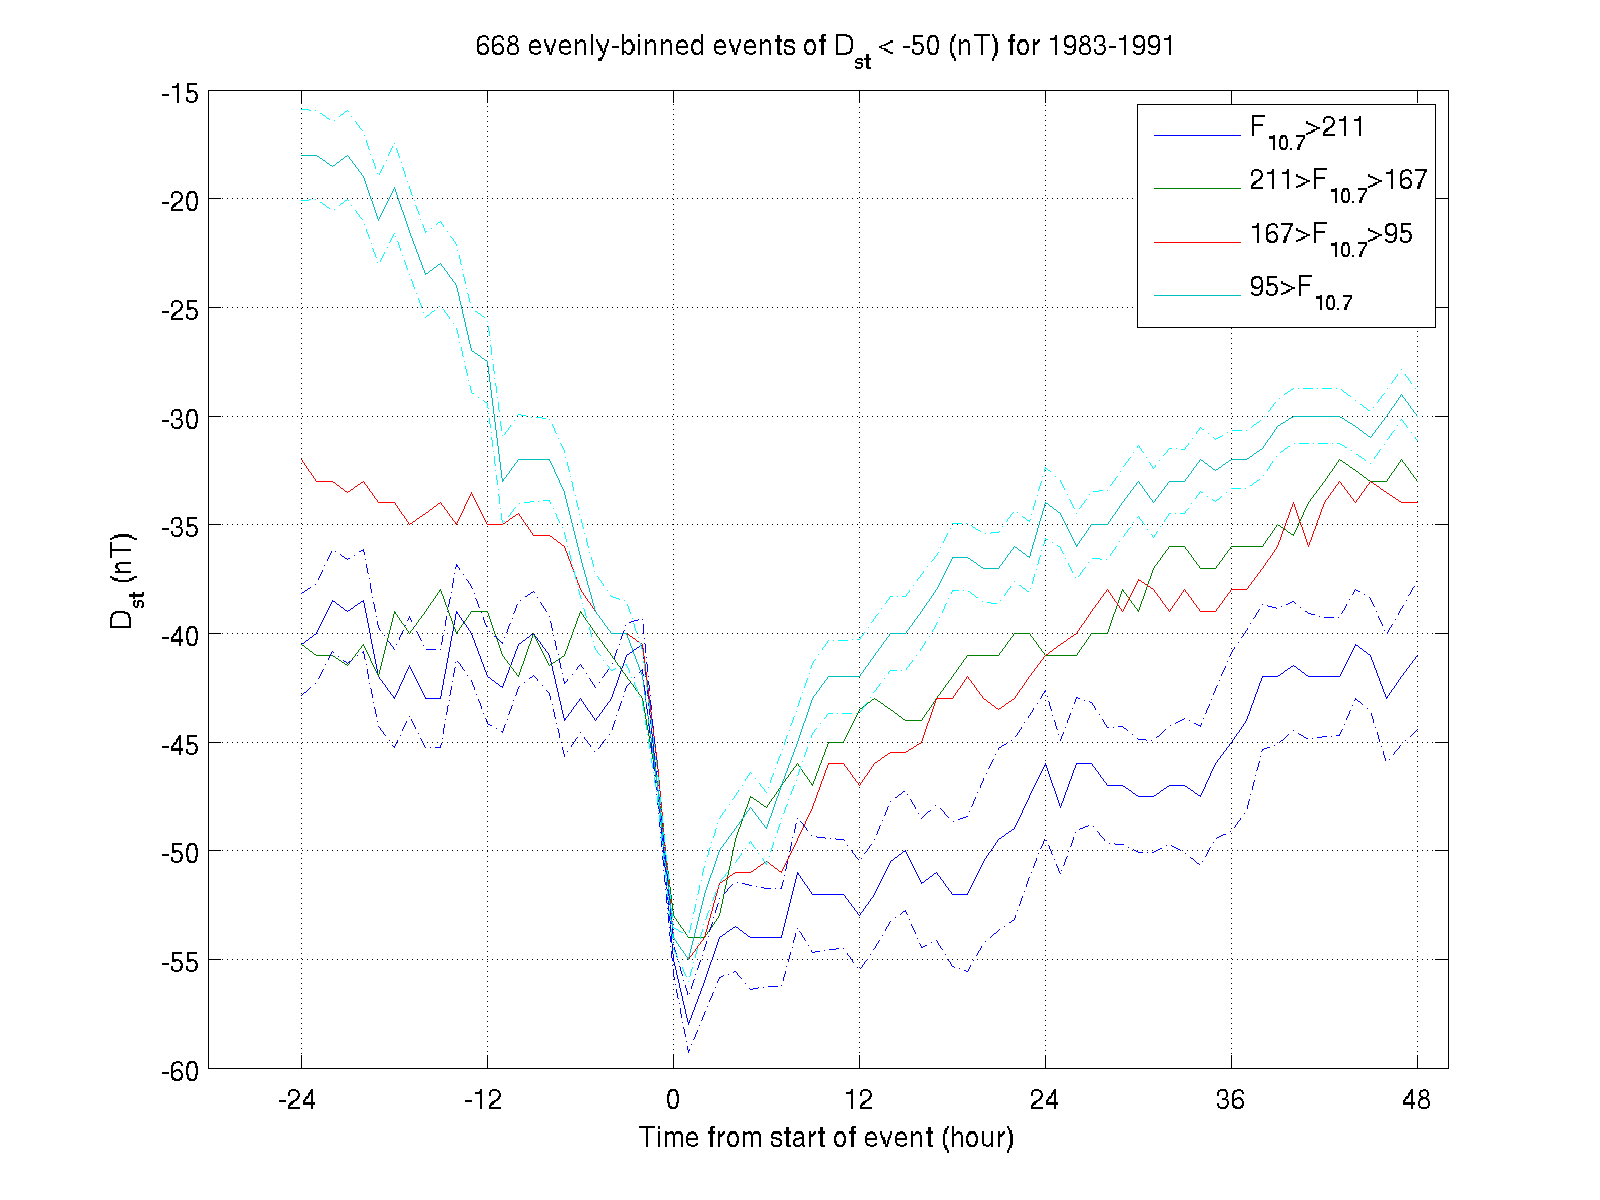 668 evenly-binned events of D_st < -50 (nT) for 1983-1991
-15
-20
-25
-30
-35
-40
-45
-50
-55
-60
D_st (nT)
F_10.7>211
211>F_10.7>167
167>F_10.7>95
95>F_10.7
-24 -12 0 12 24 36 48
Time from start of event (hour)